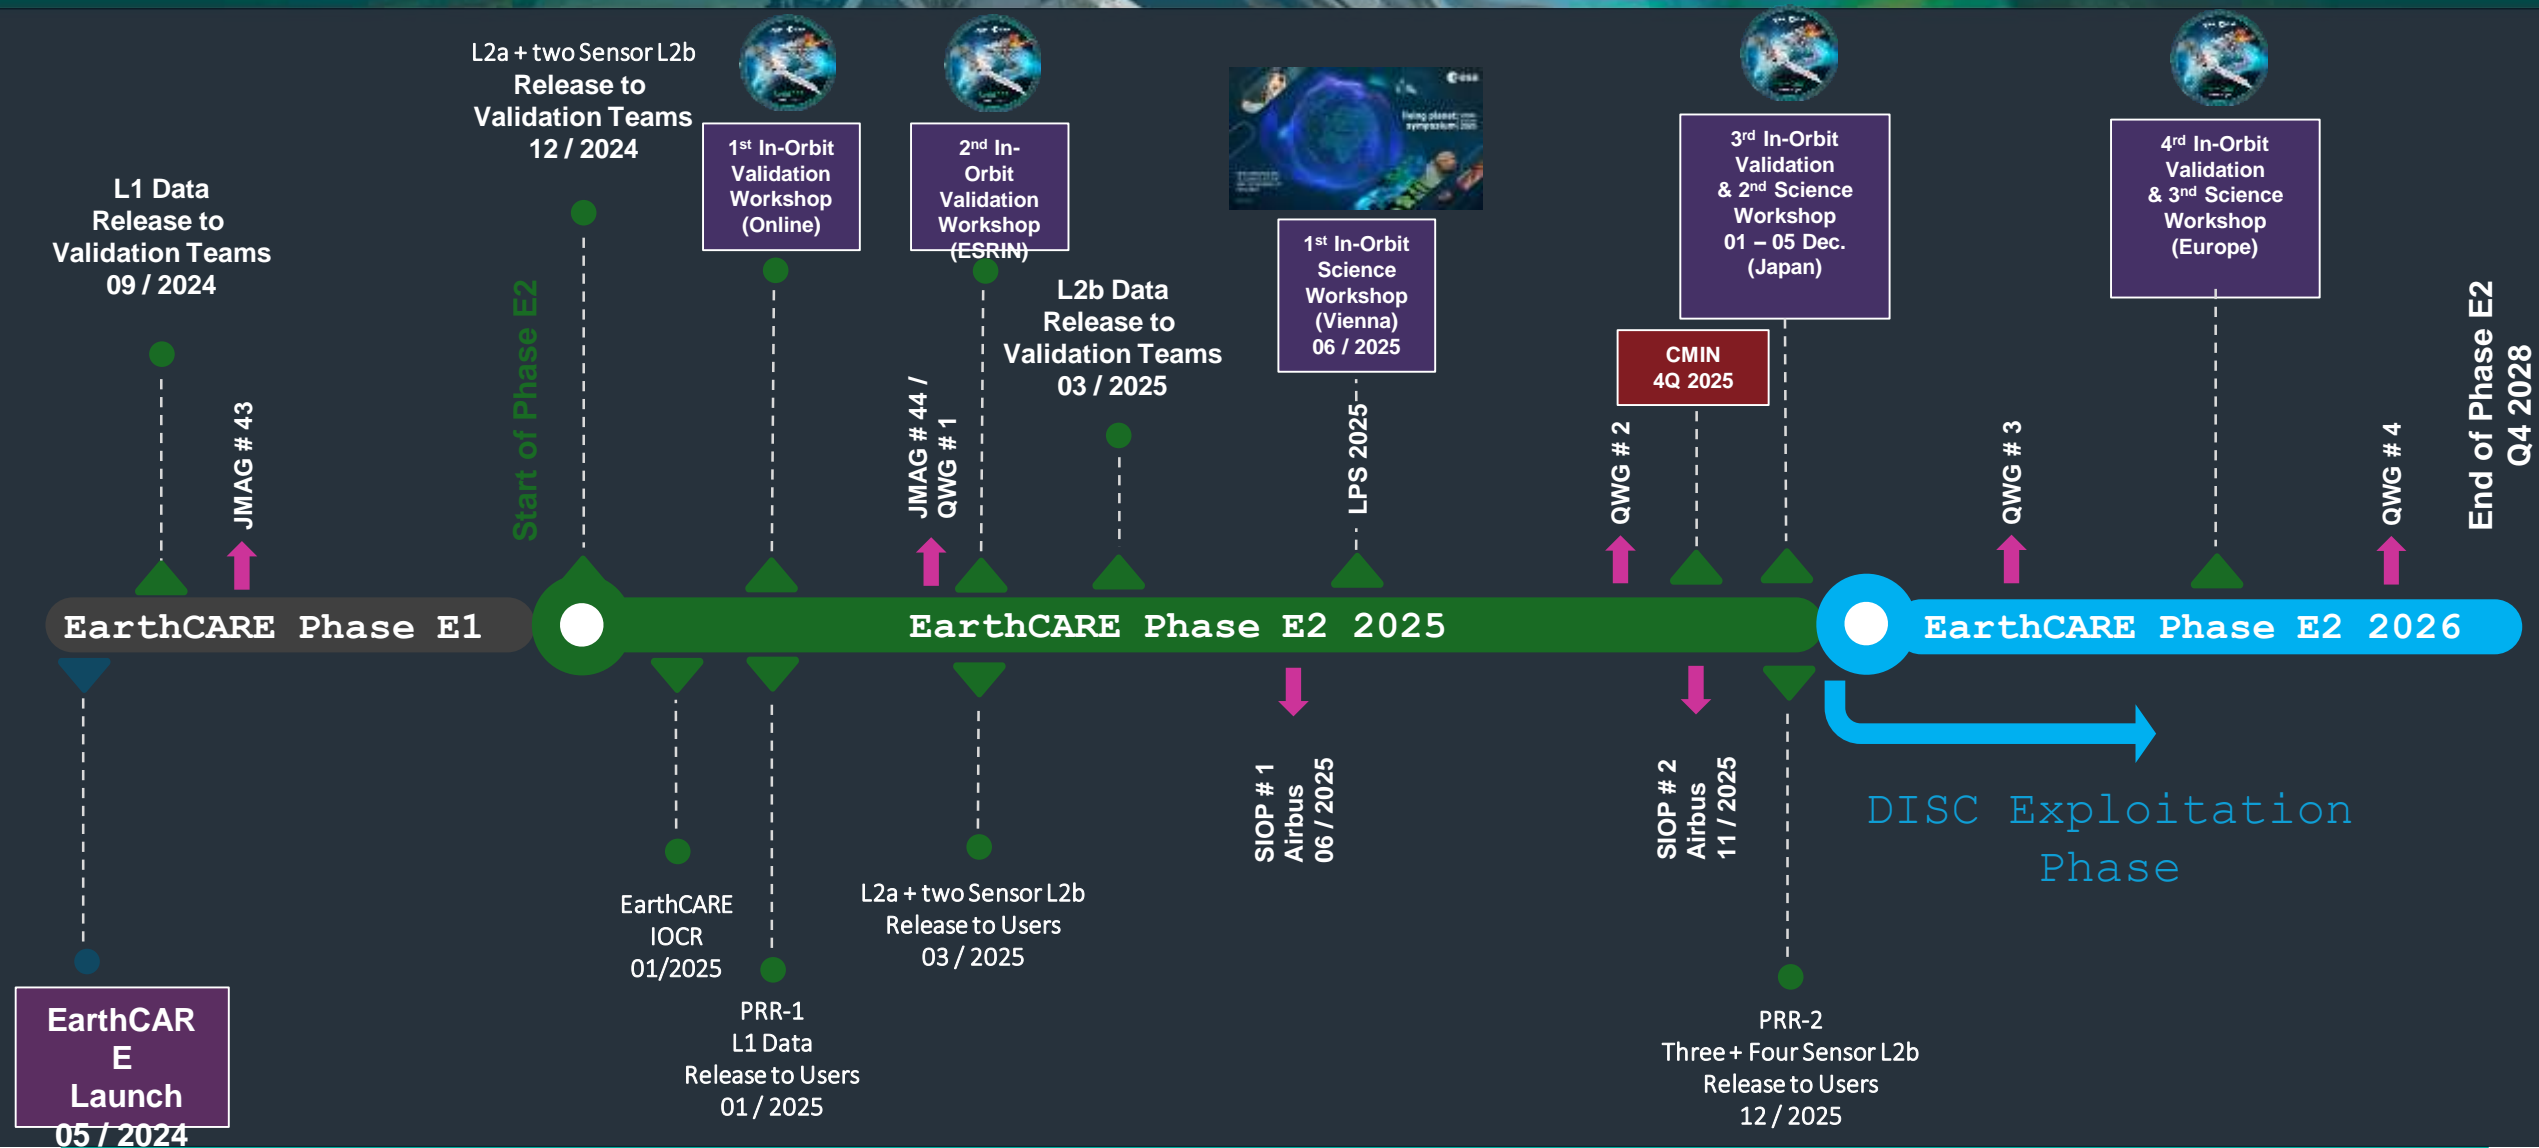 L2a + two Sensor L2b
Release to
Validation Teams
12 / 2024
L1 Data
Release to
Validation Teams
09 / 2024
1st In-Orbit
Validation
Workshop
(Online)
2nd In-
Orbit
Validation
Workshop
(ESRIN)
esa
living planet
symposium
2025
1st In-Orbit
Science
Workshop
(Vienna)
06 / 2025
3rd In-Orbit
Validation
& 2nd Science
Workshop
01 – 05 Dec.
(Japan)
4rd In-Orbit
Validation
& 3nd Science
Workshop
(Europe)
L2b Data
Release to
Validation Teams
03 / 2025
CMIN
4Q 2025
JMAG # 43
Start of Phase E2
JMAG # 44 /
QWG # 1
LPS 2025
QWG # 2
QWG # 3
QWG # 4
End of Phase E2
Q4 2028
EarthCARE Phase E1
EarthCARE Phase E2 2025
EarthCARE Phase E2 2026
SIOP # 1
Airbus
06 / 2025
SIOP # 2
Airbus
11 / 2025
DISC Exploitation
Phase
EarthCARE
IOCR
01/2025
L2a + two Sensor L2b
Release to Users
03 / 2025
EarthCAR
E
Launch
05 / 2024
PRR-1
L1 Data
Release to Users
01 / 2025
PRR-2
Three + Four Sensor L2b
Release to Users
12 / 2025